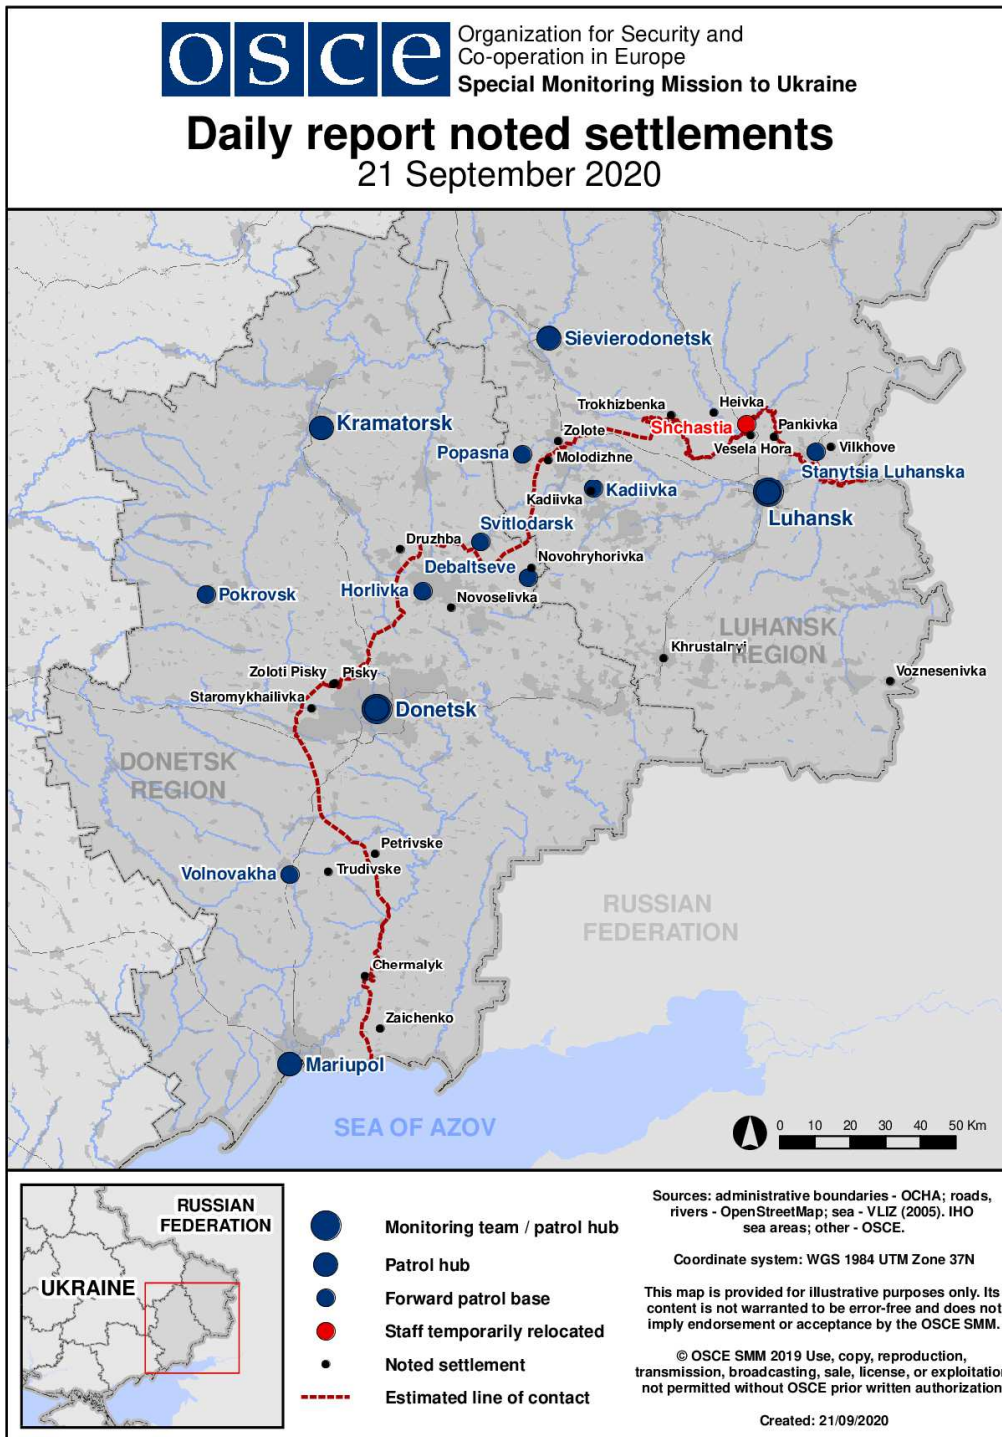 osce
Organization for Security and
Co-operation in Europe
Special Monitoring Mission to Ukraine
Daily report noted settlements
21 September 2020
Sievierodonetsk
Trokhizbenka
Heivka
Kramatorsk
Shchastia
Pankivka
Zolote
Popasna
Vesela Hora
Vilkhove
Molodizhne
Stanytsia Luhanska
Kadiivka
Kadiivka
Luhansk
Svitlodarsk
Druzhba
Novohryhorivka
Debaltseve
Pokrovsk
Horlivka
Novoselivka
LUHANSK
REGION
Khrustalnyi
Zoloti Pisky
Pisky
Voznesenivka
Staromykhailivka
Donetsk
DONETSK
REGION
Petrivske
Volnovakha
Trudivske
RUSSIAN
FEDERATION
Chermalyk
Zaichenko
Mariupol
SEA OF AZOV
0 10 20 30 40 50 Km
RUSSIAN
FEDERATION
UKRAINE
Monitoring team / patrol hub
Patrol hub
Forward patrol base
Staff temporarily relocated
Noted settlement
Estimated line of contact
Sources: administrative boundaries - OCHA; roads,
rivers - OpenStreetMap; sea - VLIZ (2005). IHO
sea areas; other - OSCE.
Coordinate system: WGS 1984 UTM Zone 37N
This map is provided for illustrative purposes only. Its
content is not warranted to be error-free and does not
imply endorsement or acceptance by the OSCE SMM.
© OSCE SMM 2019 Use, copy, reproduction,
transmission, broadcasting, sale, license, or exploitation
not permitted without OSCE prior written authorization
Created: 21/09/2020